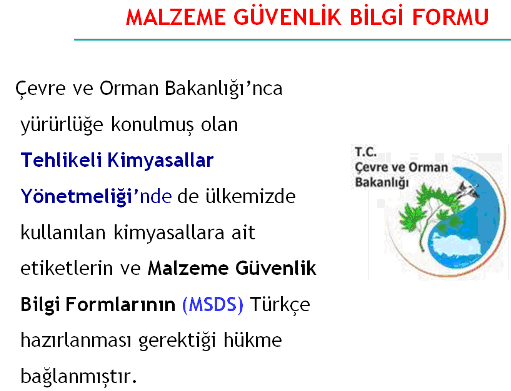 MALZEME GÜVENLİK BİLGİ FORMU
Çevre ve Orman Bakanlığı’nca
yürürlüğe konulmuş olan
Tehlikeli Kimyasallar
Yönetmeliği’nde de ülkemizde
kullanılan kimyasallara ait
etiketlerin ve Malzeme Güvenlik
Bilgi Formlarının (MSDS) Türkçe
hazırlanması gerektiği hükme
bağlanmıştır.
T.C.
Çevre ve Orman
Bakanlığı